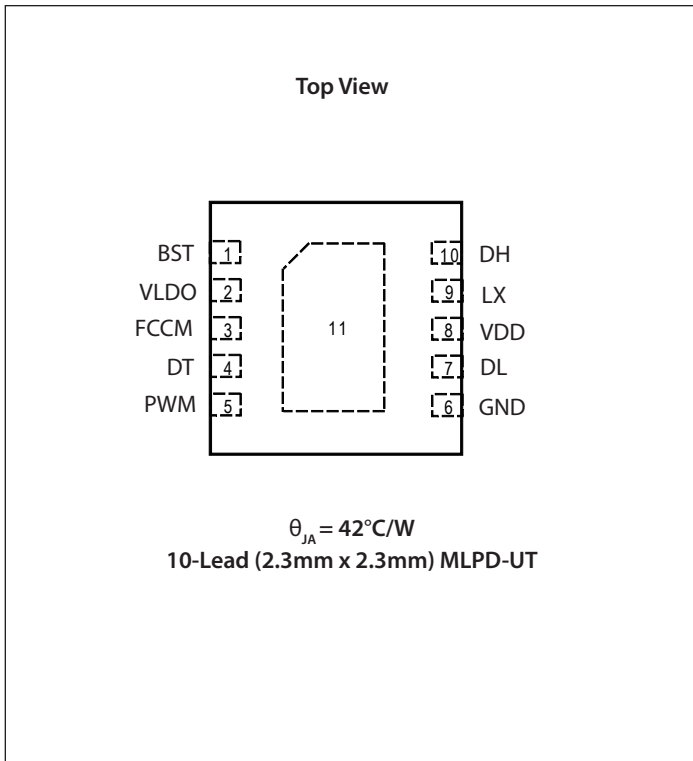 Top View
BST 1 10 DH
VLDO 2 9 LX
FCCM 3 11 8 VDD
DT 4 7 DL
PWM 5 6 GND
θJA = 42°C/W
10-Lead (2.3mm x 2.3mm) MLPD-UT